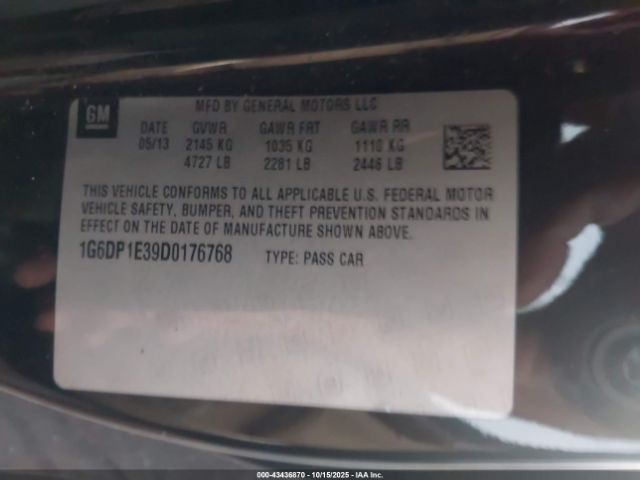 GM
MFD BY GENERAL MOTORS LLC
DATE GVWR GAWR FRT GAWR RR
05/13 2145 KG 1035 KG 1110 KG
4727 LB 2281 LB 2446 LB
THIS VEHICLE CONFORMS TO ALL APPLICABLE U.S. FEDERAL MOTOR
VEHICLE SAFETY, BUMPER, AND THEFT PREVENTION STANDARDS IN
EFFECT ON THE DATE OF MANUFACTURE SHOWN ABOVE.
1G6DP1E39D0176768 TYPE: PASS CAR
000-43436870 - 10/15/2025 - IAA Inc.